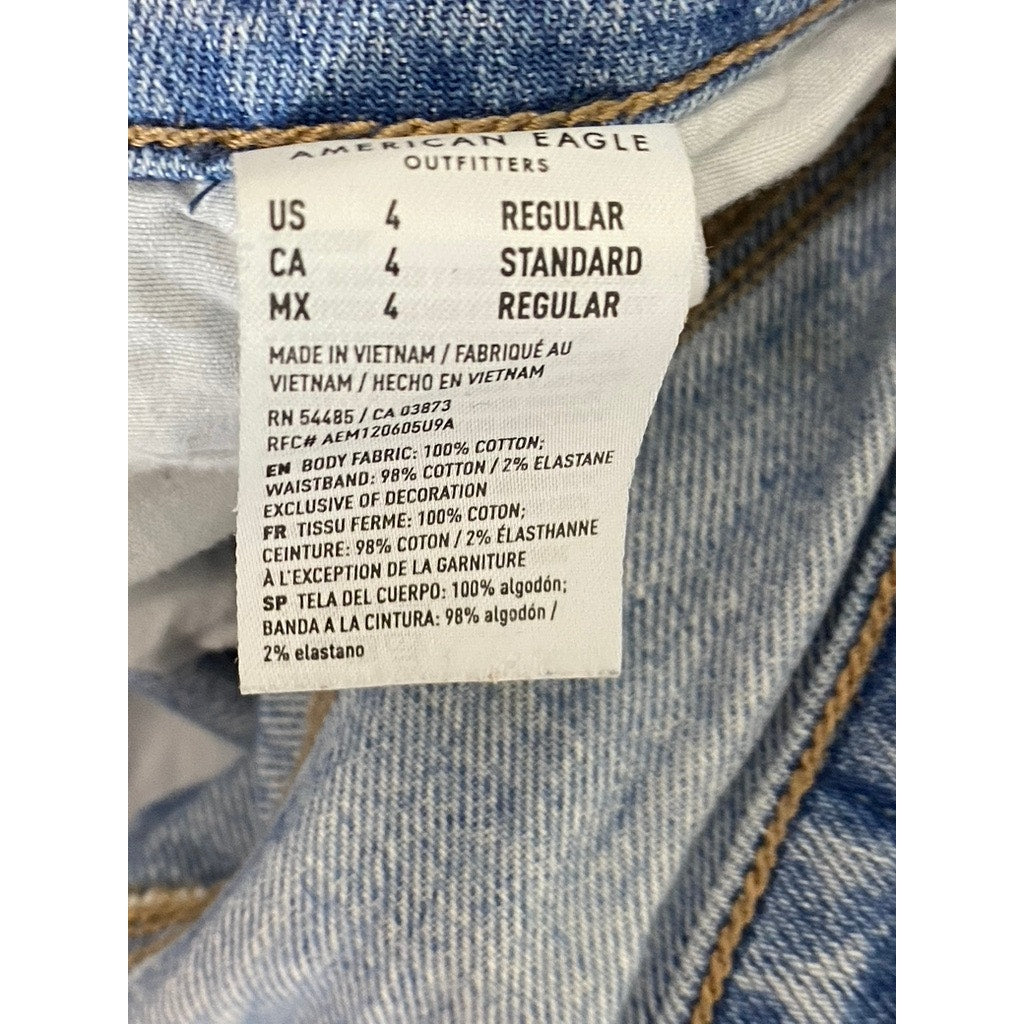 AMERICAN EAGLE
OUTFITTERS
US 4 REGULAR
CA 4 STANDARD
MX 4 REGULAR
MADE IN VIETNAM / FABRIQUÉ AU
VIETNAM / HECHO EN VIETNAM
RN 54485 / CA 03873
RFC# AEM120605U9A
EN BODY FABRIC: 100% COTTON;
WAISTBAND: 98% COTTON / 2% ELASTANE
EXCLUSIVE OF DECORATION
FR TISSU FERME: 100% COTON;
CEINTURE: 98% COTON / 2% ÉLASTHANNE
À L'EXCEPTION DE LA GARNITURE
SP TELA DEL CUERPO: 100% algodón;
BANDA A LA CINTURA: 98% algodón /
2% elastano